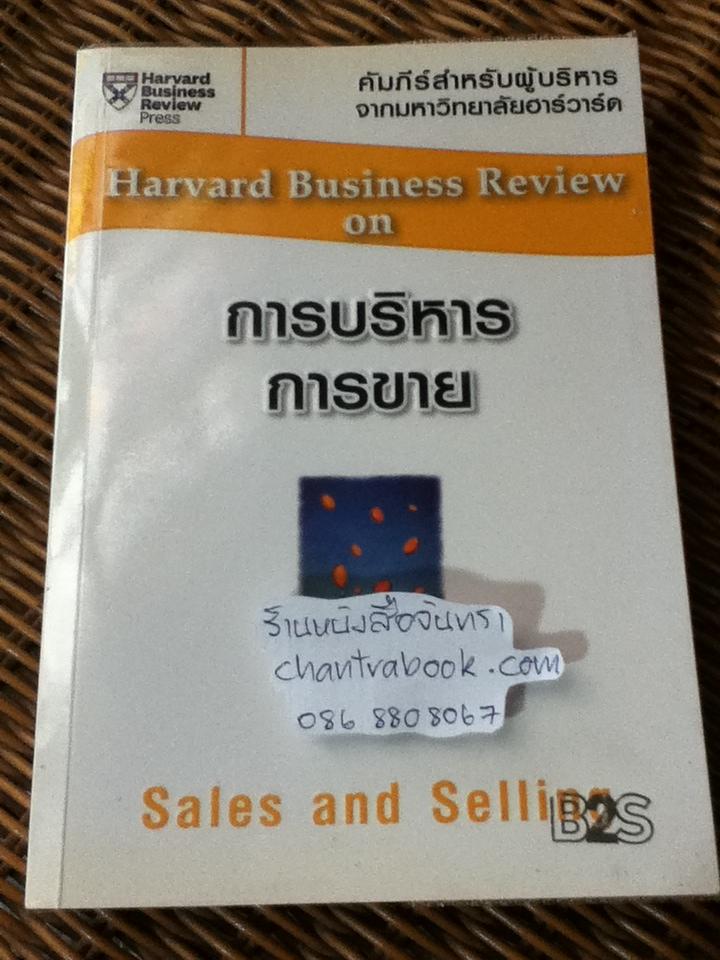 Harvard
Business
Review
Press
คัมภีร์สำหรับผู้บริหาร
จากมหาวิทยาลัยฮาร์วาร์ด
Harvard Business Review
on
การบริหาร
การขาย
ร้านหนังสือจันทรา
chantrabook.com
086 8808067
Sales and Selling
B2S